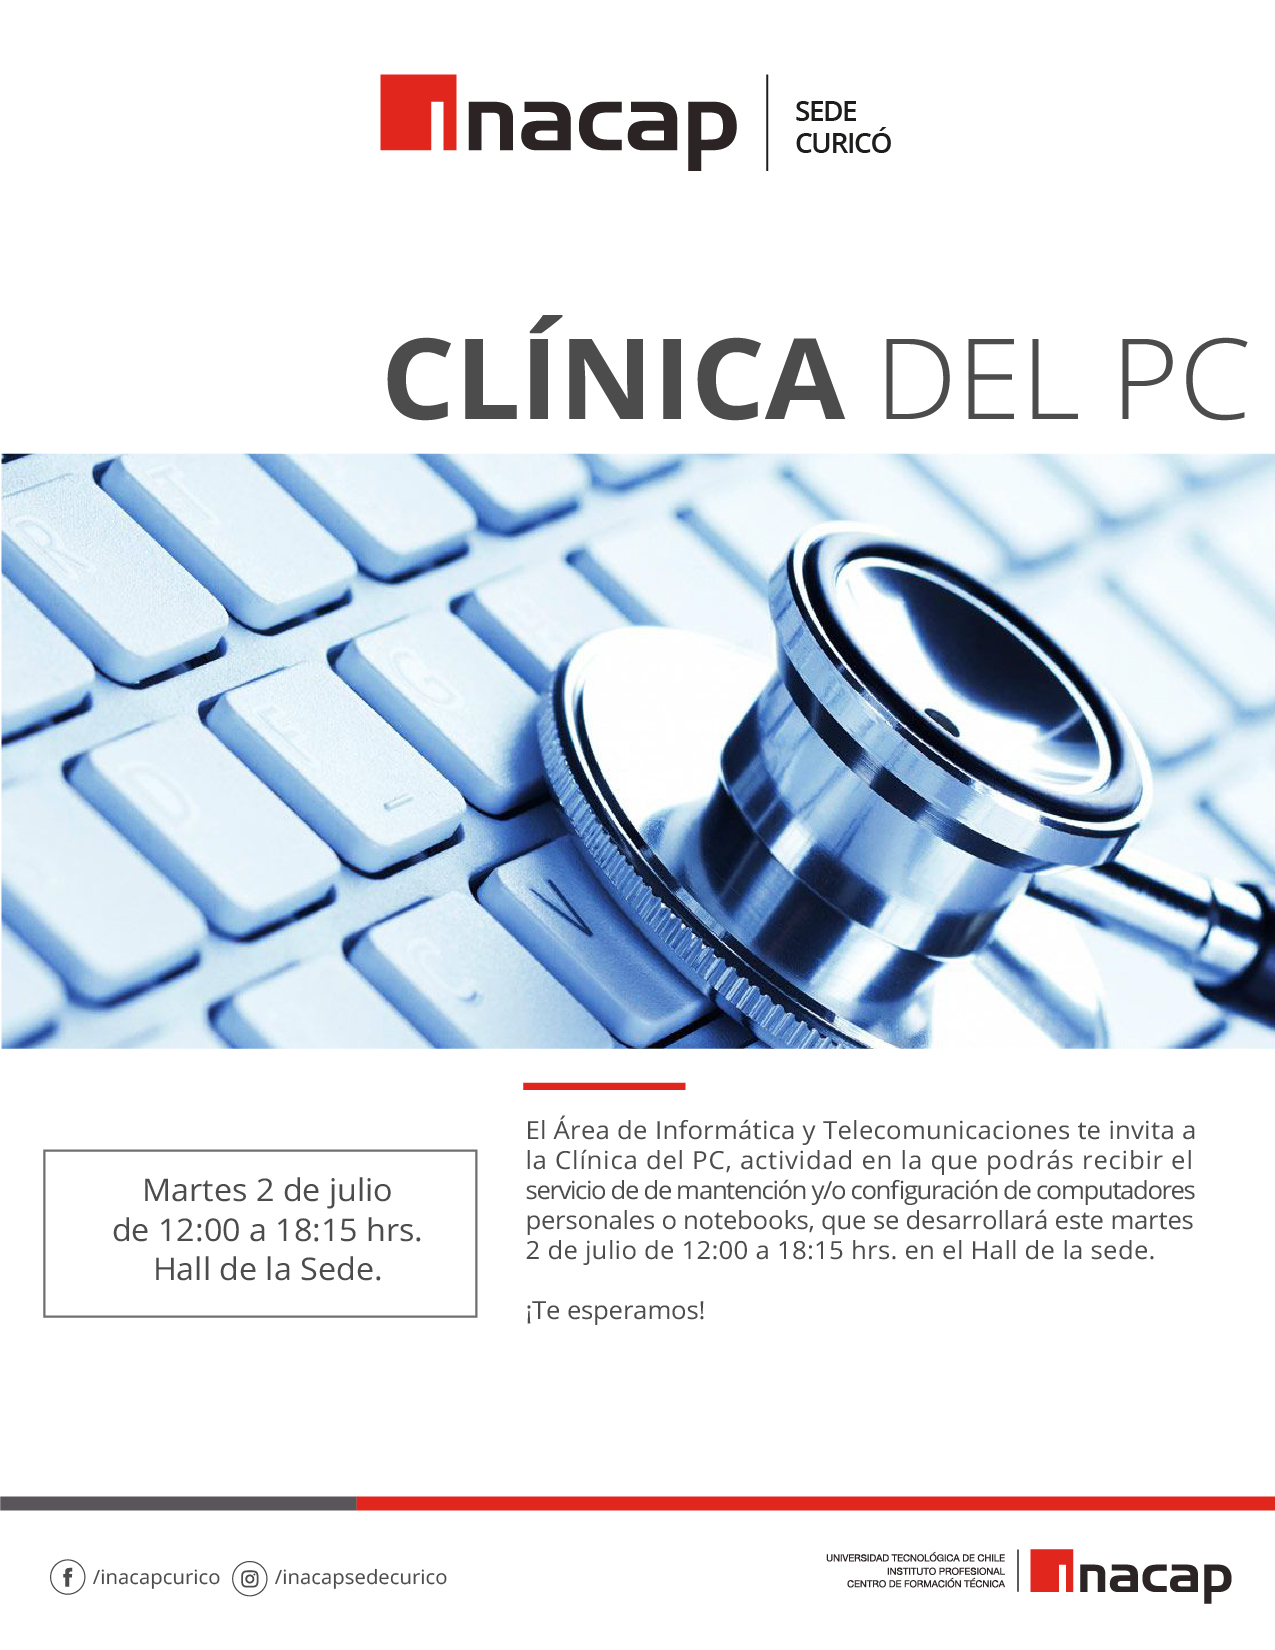 inacap
SEDE
CURICÓ
CLÍNICA DEL PC
R
T
D
F
G
C
V
El Área de Informática y Telecomunicaciones te invita a
la Clínica del PC, actividad en la que podrás recibir el
servicio de de mantención y/o configuración de computadores
personales o notebooks, que se desarrollará este martes
2 de julio de 12:00 a 18:15 hrs. en el Hall de la sede.
¡Te esperamos!
Martes 2 de julio
de 12:00 a 18:15 hrs.
Hall de la Sede.
/inacapcurico
/inacapsedecurico
UNIVERSIDAD TECNOLÓGICA DE CHILE
INSTITUTO PROFESIONAL
CENTRO DE FORMACIÓN TÉCNICA
inacap